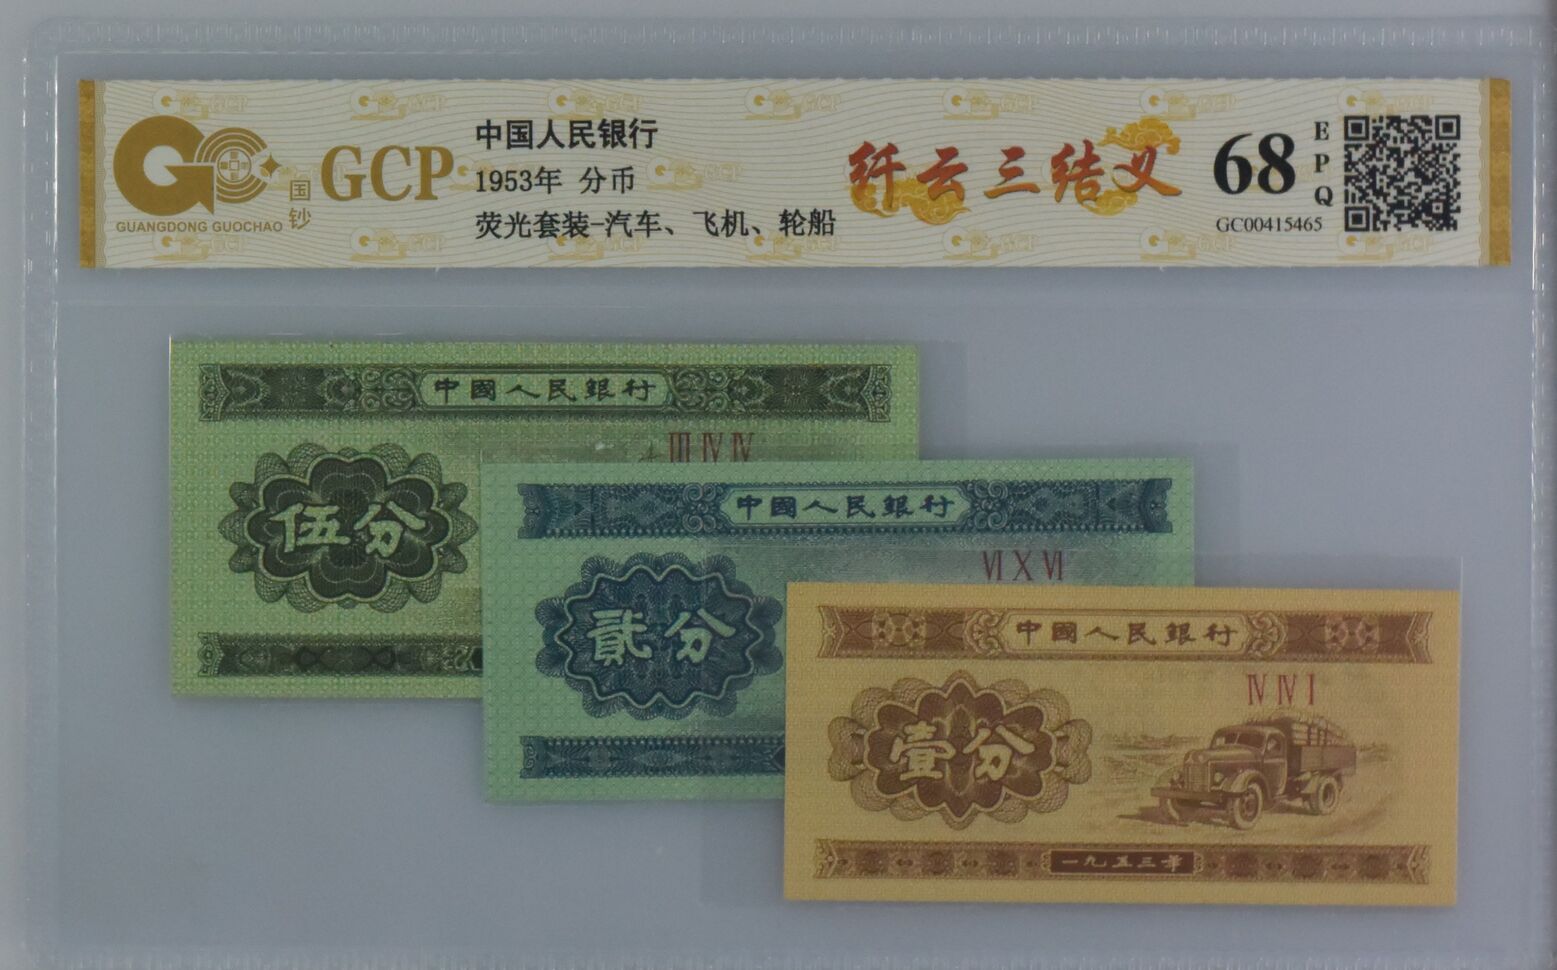 GCP
国钞
GUANGDONG GUOCHAO
中国人民银行
1953年 分币
荧光套装-汽车、飞机、轮船
纤云三结义
68
EPQ
GC00415465
中國人民銀行
III IV IV
伍分
中國人民銀行
VI X VI
貳分
中國人民銀行
IV IV I
壹分
一九五三年